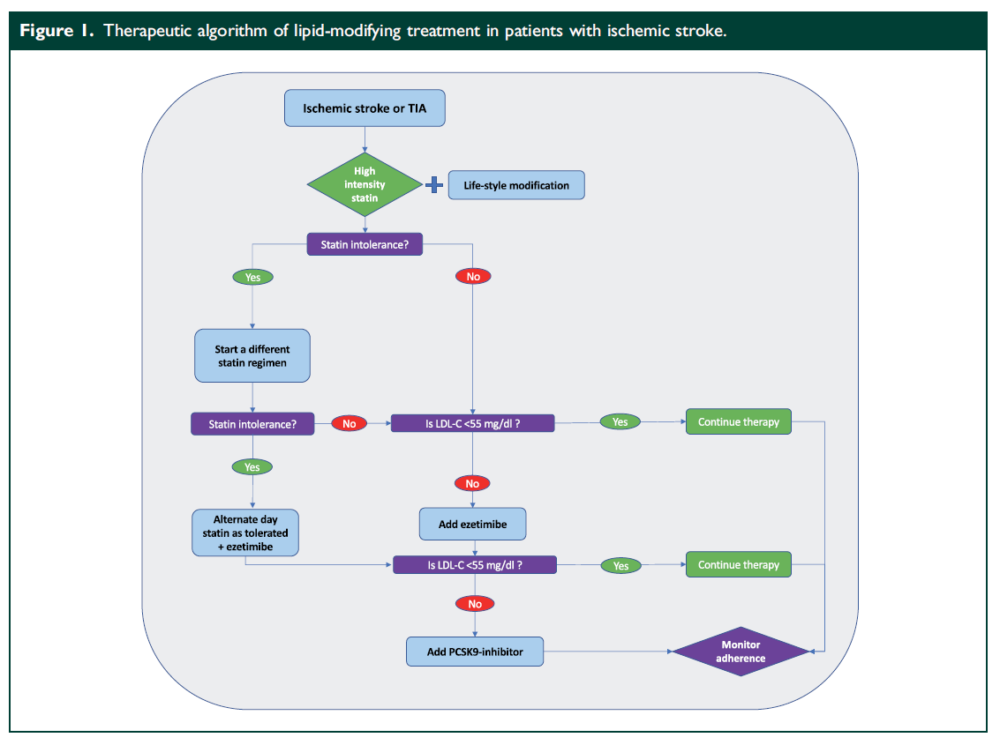 Figure 1. Therapeutic algorithm of lipid-modifying treatment in patients with ischemic stroke.
Ischemic stroke or TIA
High
intensity
statin
Life-style modification
Statin intolerance?
Yes
No
Start a different
statin regimen
Statin intolerance?
No
Is LDL-C <55 mg/dl ?
Yes
Continue therapy
Yes
No
Alternate day
statin as tolerated
+ ezetimibe
Add ezetimibe
Is LDL-C <55 mg/dl ?
Yes
Continue therapy
No
Add PCSK9-inhibitor
Monitor
adherence